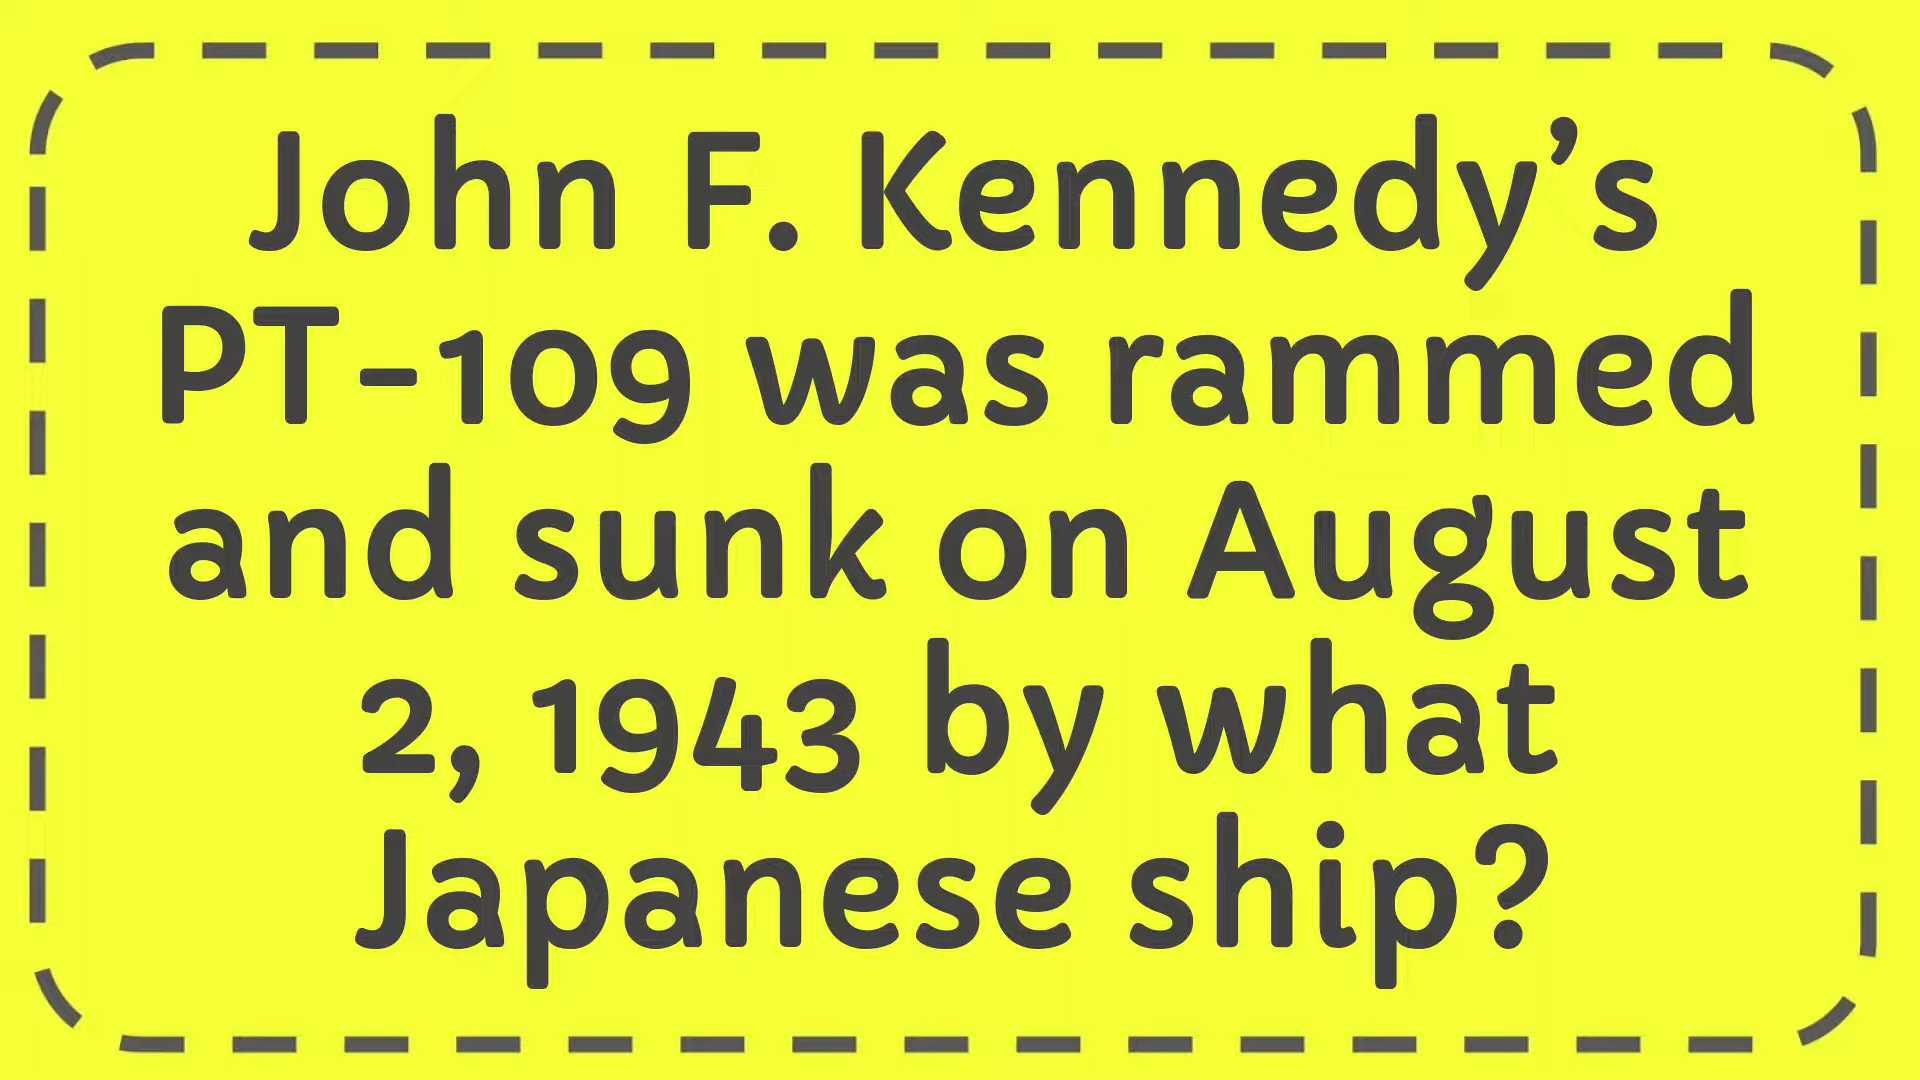 John F. Kennedy’s
PT-109 was rammed
and sunk on August
2, 1943 by what
Japanese ship?